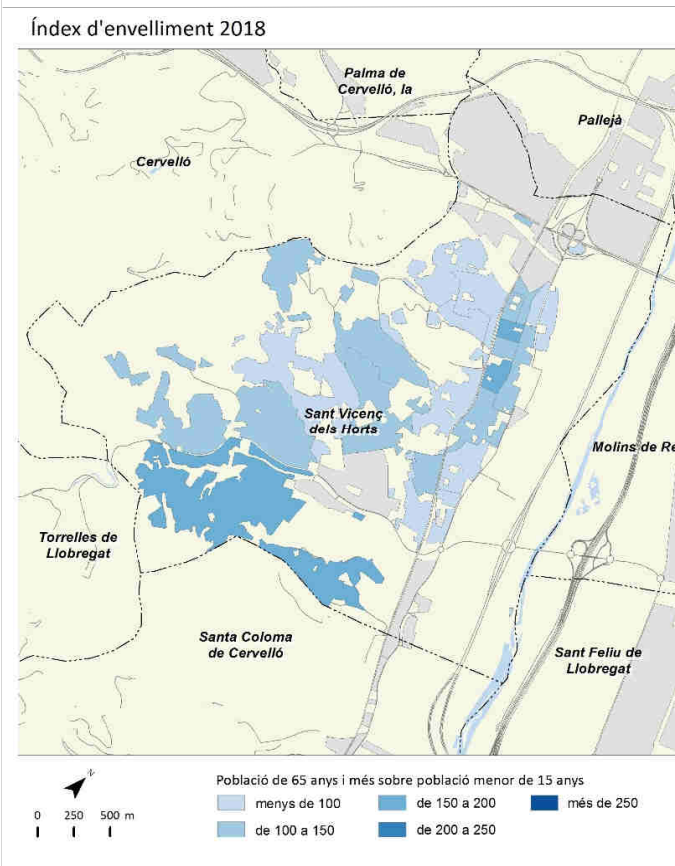 Índex d'envelliment 2018
Palma de
Cervelló, la
Pallejà
Cervelló
Sant Vicenç
dels Horts
Molins de Re
Torrelles de
Llobregat
Santa Coloma
de Cervelló
Sant Feliu de
Llobregat
N
0 250 500 m
Població de 65 anys i més sobre població menor de 15 anys
menys de 100
de 150 a 200
més de 250
de 100 a 150
de 200 a 250